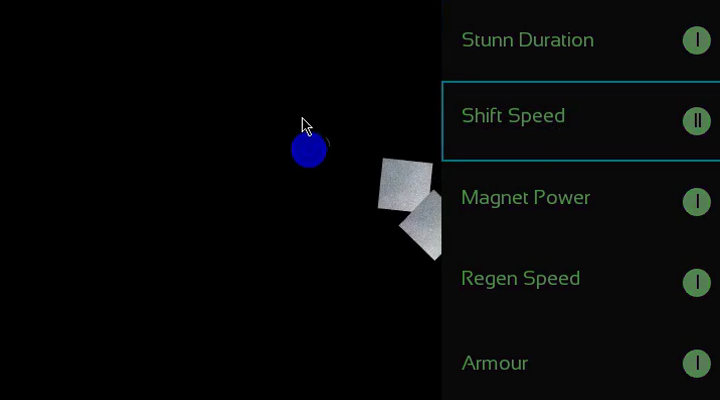 Stunn Duration I
Shift Speed II
Magnet Power I
Regen Speed I
Armour I